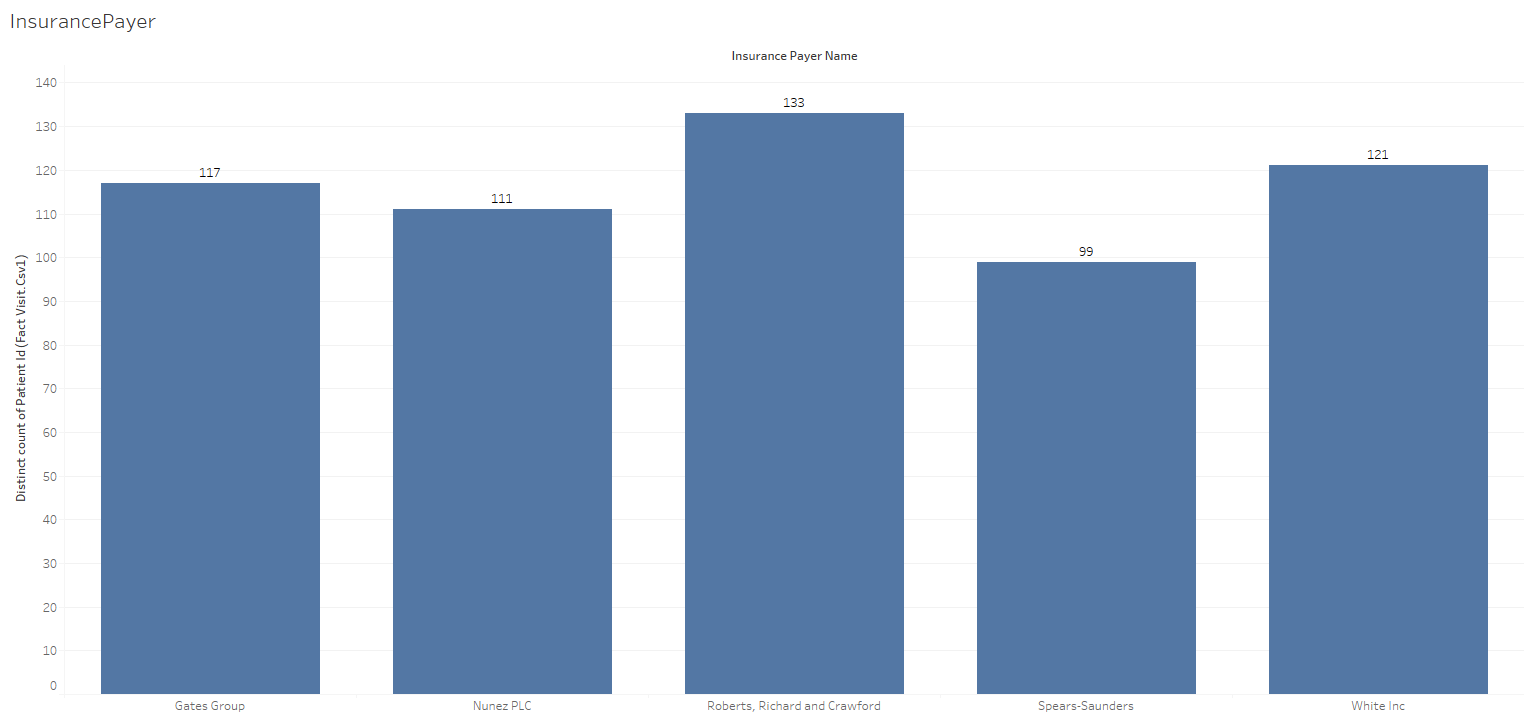 InsurancePayer
Insurance Payer Name
Distinct count of Patient Id (Fact Visit.Csv1)
140
130
120
110
100
90
80
70
60
50
40
30
20
10
0
117
111
133
99
121
Gates Group
Nunez PLC
Roberts, Richard and Crawford
Spears-Saunders
White Inc